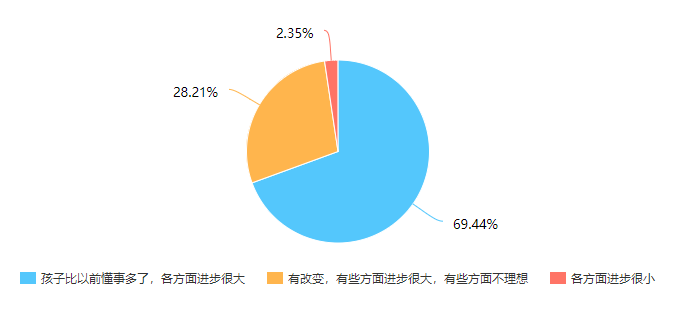 2.35%
28.21%
69.44%
孩子比以前懂事多了，各方面进步很大
有改变，有些方面进步很大，有些方面不理想
各方面进步很小